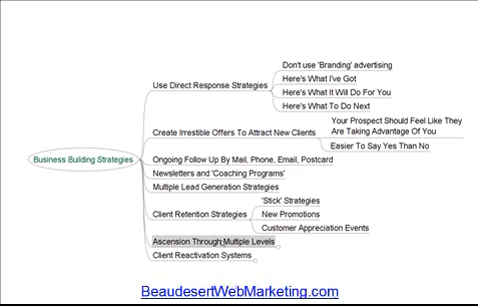 Business Building Strategies
Use Direct Response Strategies
Don't use 'Branding' advertising
Here's What I've Got
Here's What It Will Do For You
Here's What To Do Next
Create Irrestible Offers To Attract New Clients
Your Prospect Should Feel Like They
Are Taking Advantage Of You
Easier To Say Yes Than No
Ongoing Follow Up By Mail, Phone, Email, Postcard
Newsletters and 'Coaching Programs'
Multiple Lead Generation Strategies
Client Retention Strategies
'Stick' Strategies
New Promotions
Customer Appreciation Events
Ascension Through Multiple Levels
Client Reactivation Systems
BeaudesertWebMarketing.com